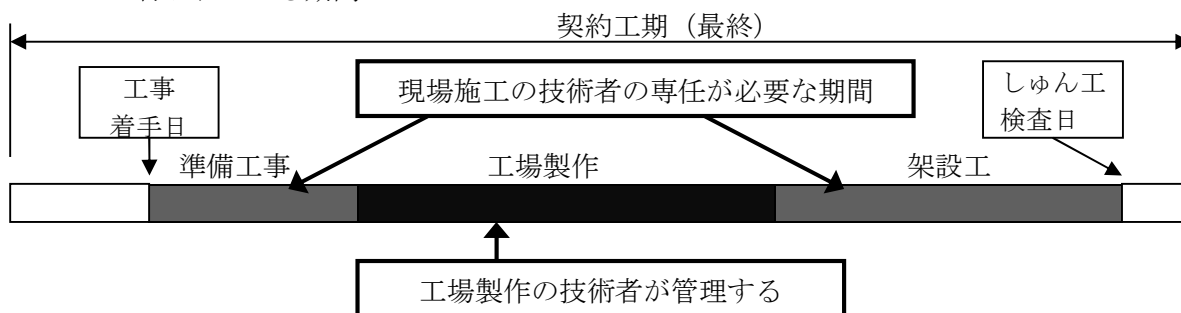 契約工期（最終）
工事
着手日
現場施工の技術者の専任が必要な期間
しゅん工
検査日
準備工事
工場製作
架設工
工場製作の技術者が管理する